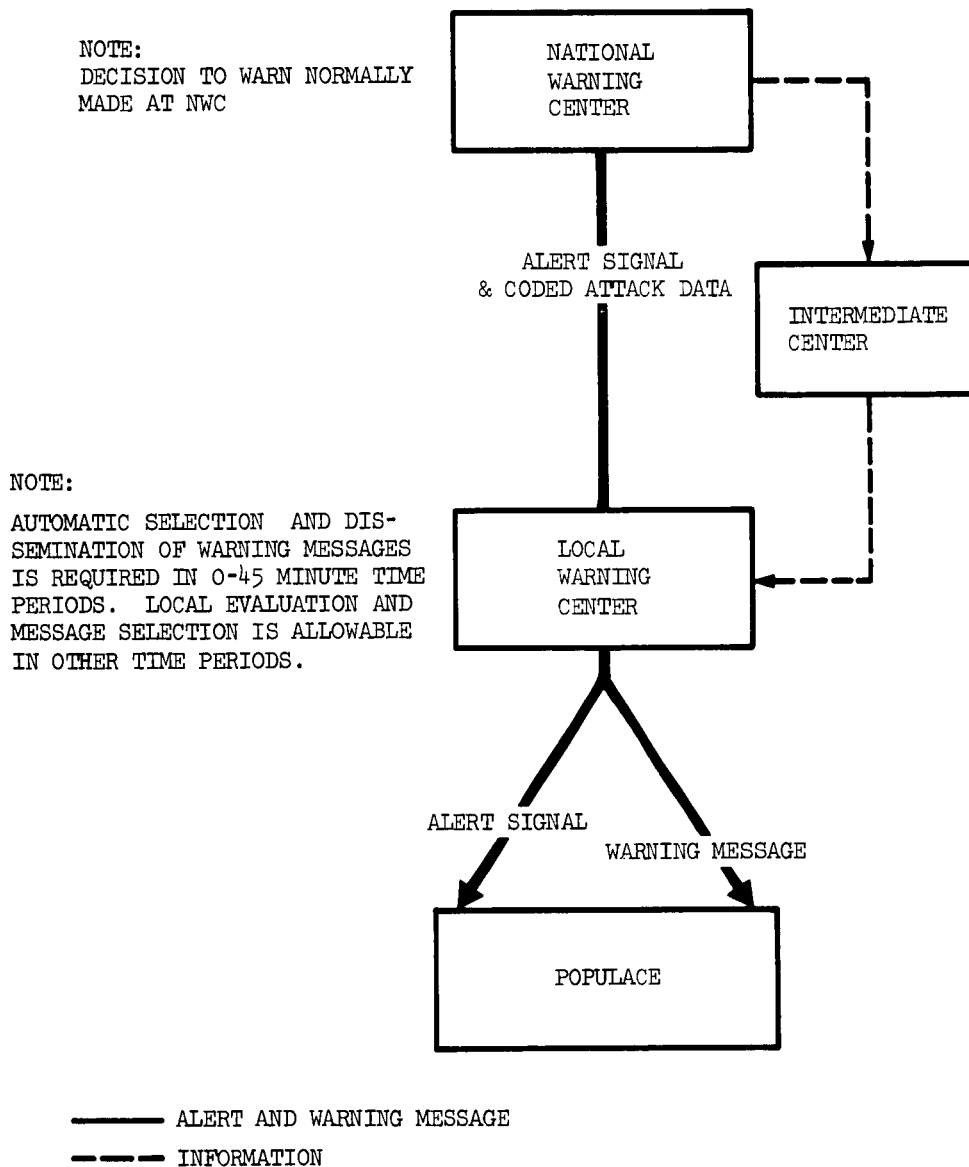 NOTE:
DECISION TO WARN NORMALLY
MADE AT NWC
NATIONAL
WARNING
CENTER
ALERT SIGNAL
& CODED ATTACK DATA
INTERMEDIATE
CENTER
NOTE:
AUTOMATIC SELECTION AND DIS-
SEMINATION OF WARNING MESSAGES
IS REQUIRED IN 0-45 MINUTE TIME
PERIODS. LOCAL EVALUATION AND
MESSAGE SELECTION IS ALLOWABLE
IN OTHER TIME PERIODS.
LOCAL
WARNING
CENTER
ALERT SIGNAL
WARNING MESSAGE
POPULACE
ALERT AND WARNING MESSAGE
INFORMATION